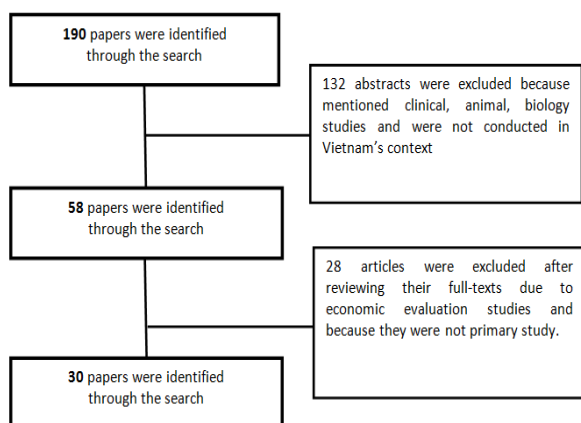 190 papers were identified
through the search
132 abstracts were excluded because
mentioned clinical, animal, biology
studies and were not conducted in
Vietnam's context
58 papers were identified
through the search
28 articles were excluded after
reviewing their full-texts due to
economic evaluation studies and
because they were not primary study.
30 papers were identified
through the search